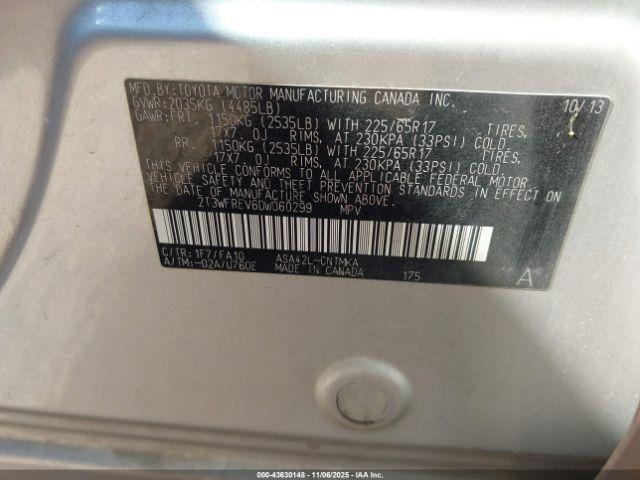 MFD.BY:TOYOTA MOTOR MANUFACTURING CANADA INC.
GVWR:2035KG (4485LB) 10/13
GAWR:FRT. 1150KG (2535LB) WITH 225/65R17 TIRES,
17X7.0J RIMS, AT 230KPA (33PSI) COLD.
RR. 1150KG (2535LB) WITH 225/65R17 TIRES,
17X7.0J RIMS, AT 230KPA (33PSI) COLD.
THIS VEHICLE CONFORMS TO ALL APPLICABLE FEDERAL MOTOR
VEHICLE SAFETY AND THEFT PREVENTION STANDARDS IN EFFECT ON
THE DATE OF MANUFACTURE SHOWN ABOVE.
2T3WFREV6DW060299 MPV
C/TR:1F7/FA10 ASA42L-CNTMKA
A/TM:-02A/U760E MADE IN CANADA 175 A
000-43630148 - 11/06/2025 - IAA Inc.